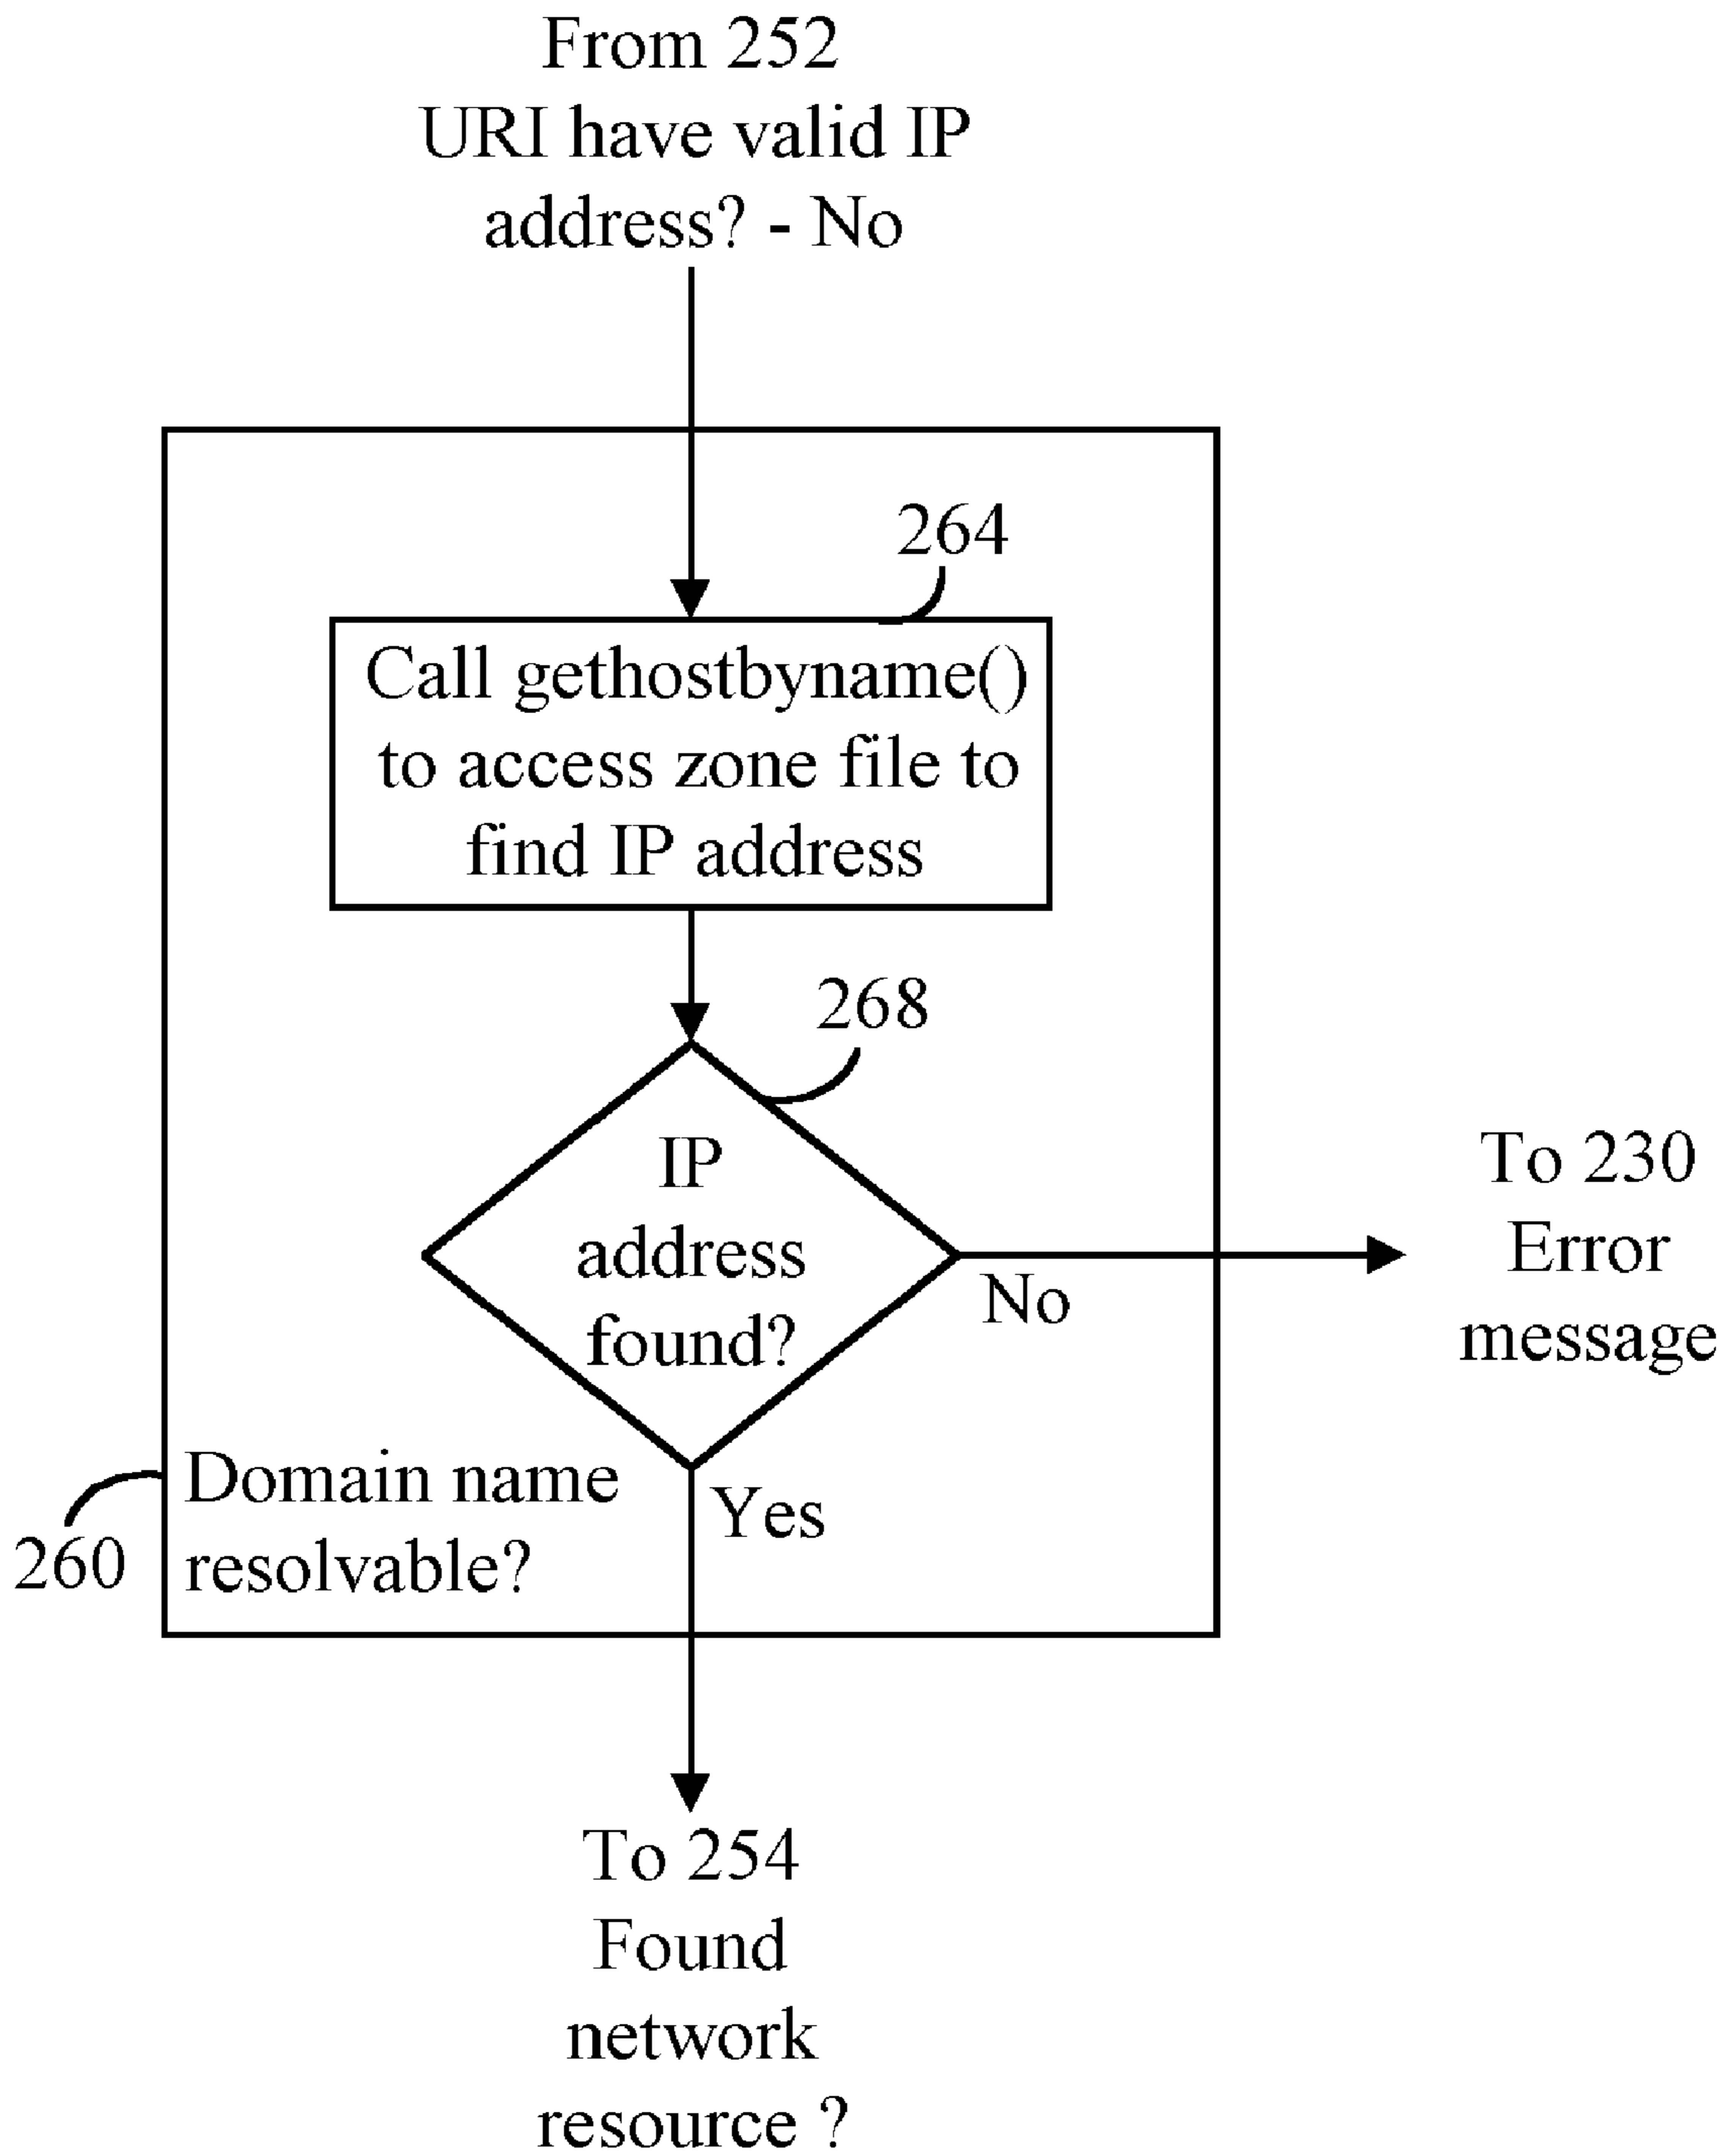 From 252
URI have valid IP
address? - No
264
Call gethostbyname()
to access zone file to
find IP address
268
IP
address
found?
No
To 230
Error
message
Domain name
resolvable?
260
Yes
To 254
Found
network
resource ?